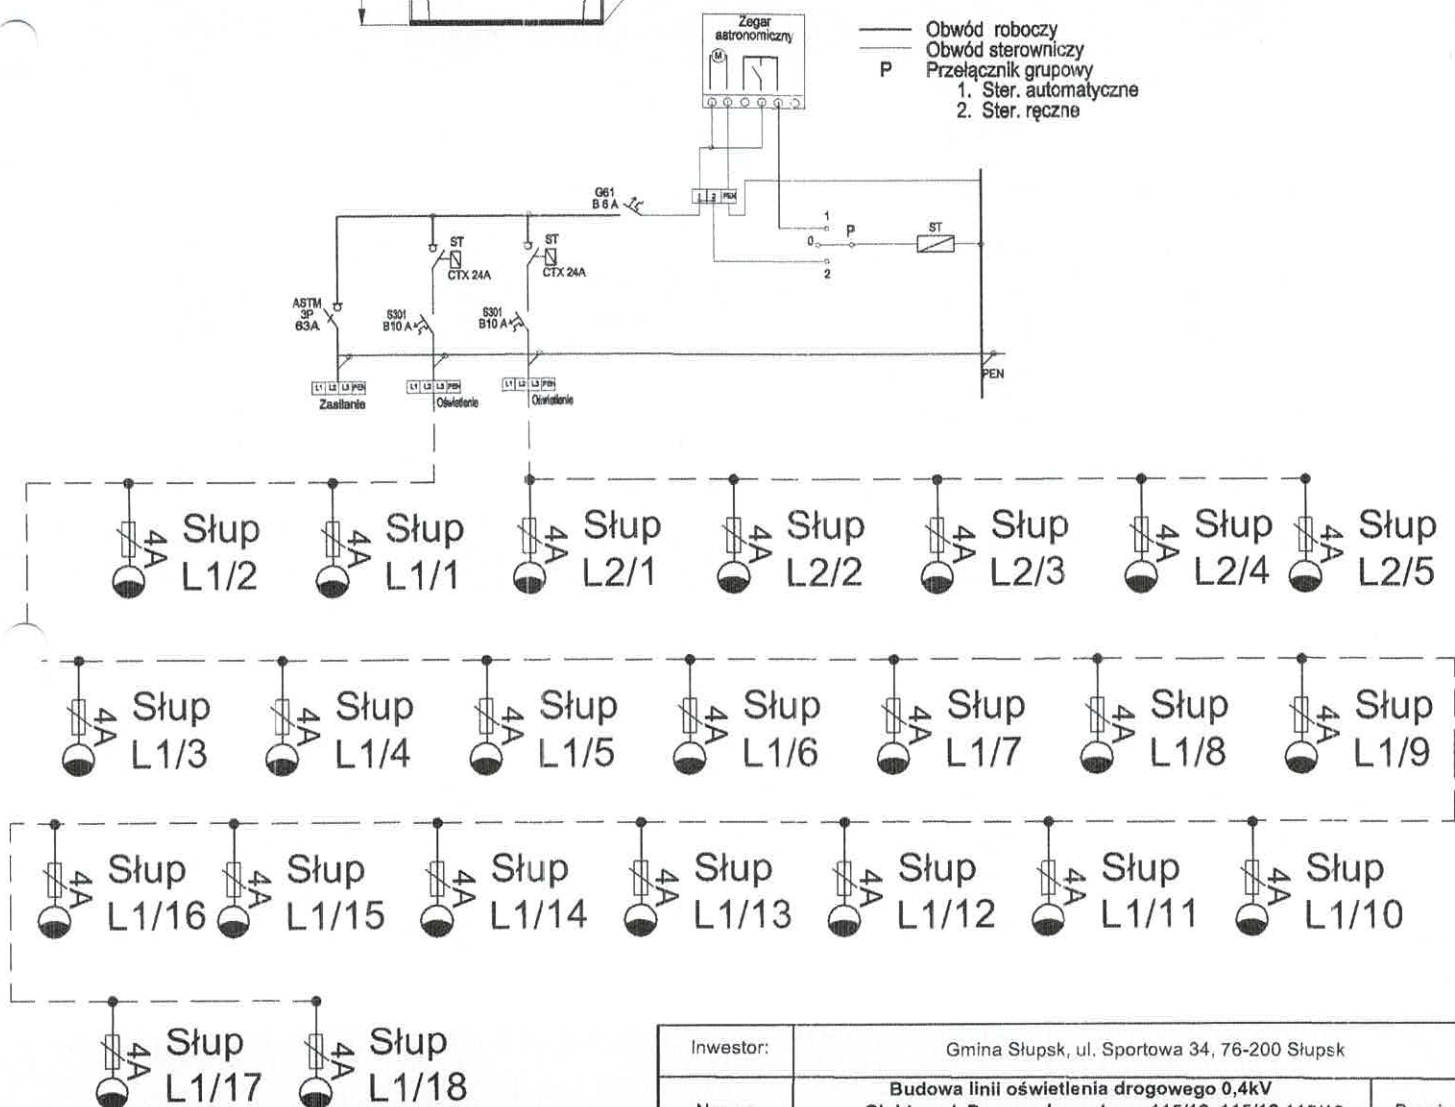 Zegar
astronomiczny
M
Obwód roboczy
Obwód sterowniczy
P Przełącznik grupowy
1. Ster. automatyczne
2. Ster. ręczne
G61
B 6 A
1 2 PEN
1
0 P
2
ST
ST
CTX 24A
ST
CTX 24A
ASTM
3P
63A
S301
B10 A
S301
B10 A
PEN
L1 L2 L3 PEN
Zasilanie
L1 L2 L3 PEN
Oświetlenie
L1 L2 L3 PEN
Oświetlenie
4A Słup L1/2
4A Słup L1/1
4A Słup L2/1
4A Słup L2/2
4A Słup L2/3
4A Słup L2/4
4A Słup L2/5
4A Słup L1/3
4A Słup L1/4
4A Słup L1/5
4A Słup L1/6
4A Słup L1/7
4A Słup L1/8
4A Słup L1/9
4A Słup L1/16
4A Słup L1/15
4A Słup L1/14
4A Słup L1/13
4A Słup L1/12
4A Słup L1/11
4A Słup L1/10
4A Słup L1/17
4A Słup L1/18
Inwestor: Gmina Słupsk, ul. Sportowa 34, 76-200 Słupsk
Budowa linii oświetlenia drogowego 0,4kV